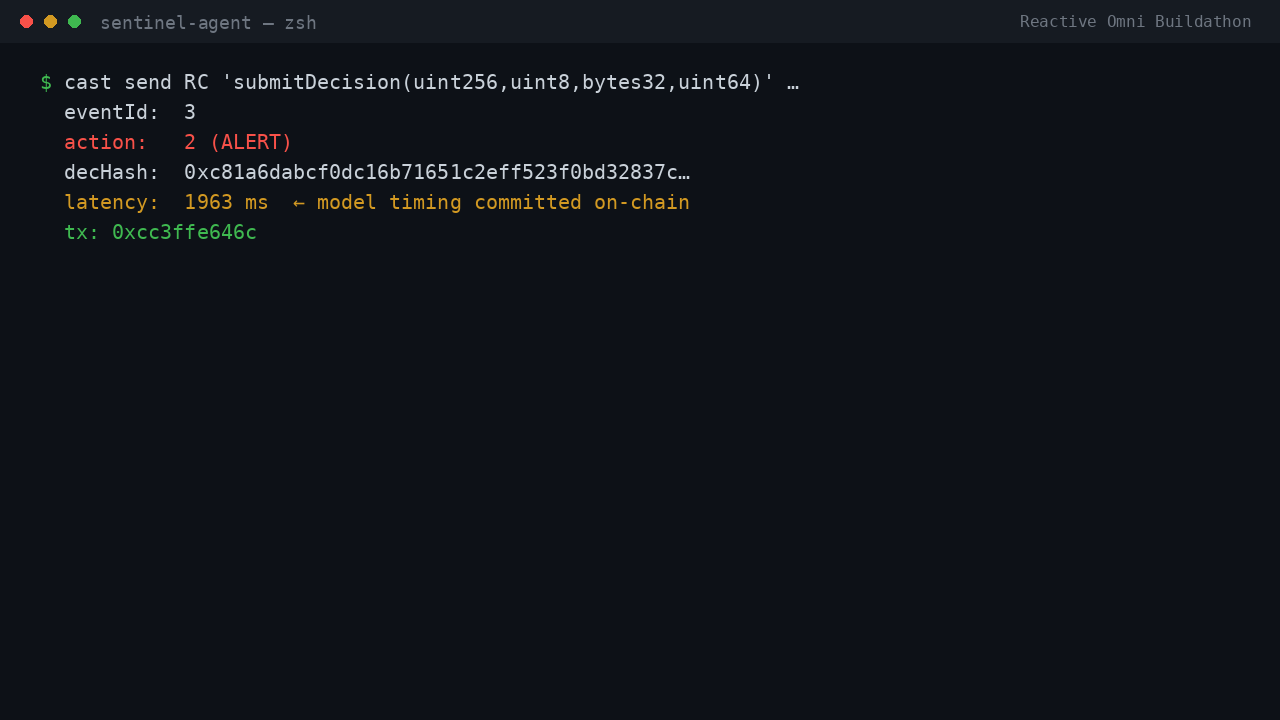 sentinel-agent — zsh
Reactive Omni Buildathon
$ cast send RC 'submitDecision(uint256,uint8,bytes32,uint64)' …
eventId:  3
action:   2 (ALERT)
decHash:  0xc81a6dabcf0dc16b71651c2eff523f0bd32837c…
latency:  1963 ms  ← model timing committed on-chain
tx: 0xcc3ffe646c